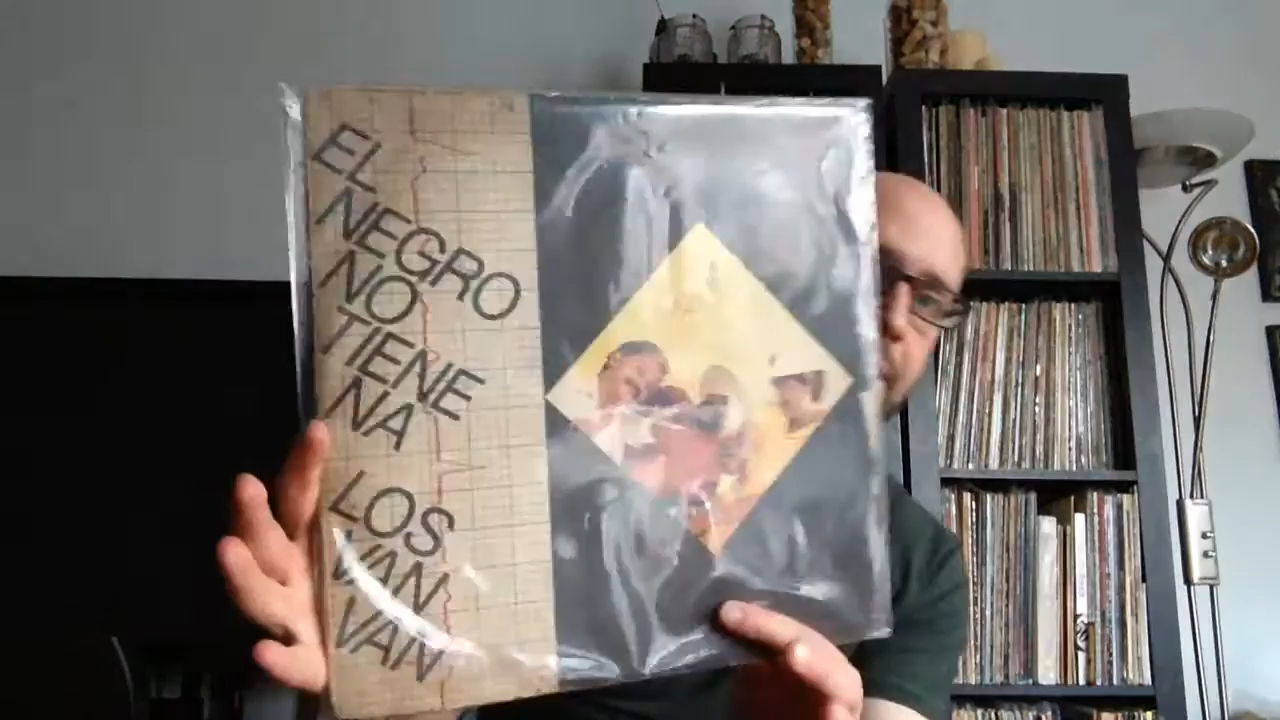 EL
NEGRO
NO
TIENE
NA
LOS
VAN
VAN